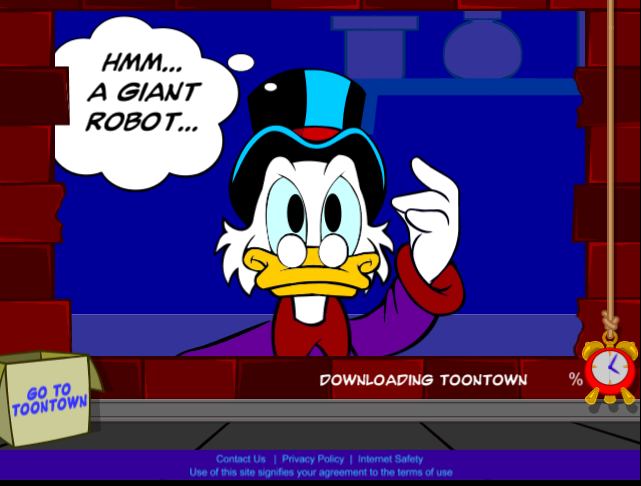 HMM...
A GIANT
ROBOT...
GO TO
TOONTOWN
DOWNLOADING TOONTOWN %
Contact Us | Privacy Policy | Internet Safety
Use of this site signifies your agreement to the terms of use